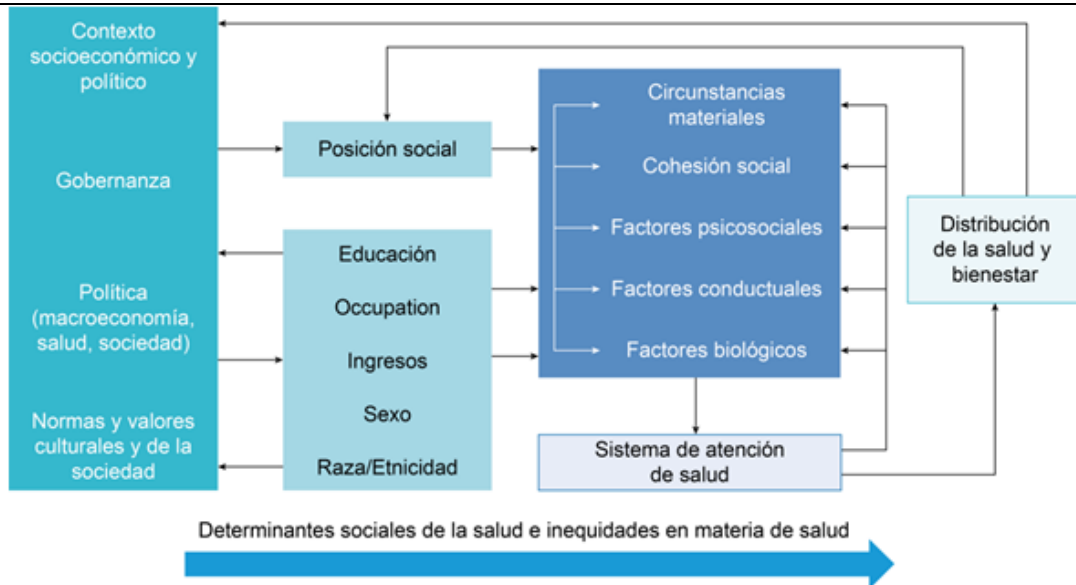 Contexto
socioeconómico y
político
Gobernanza
Política
(macroeconomía,
salud, sociedad)
Normas y valores
culturales y de la
sociedad
Posición social
Educación
Occupation
Ingresos
Sexo
Raza/Etnicidad
Circunstancias
materiales
Cohesión social
Factores psicosociales
Factores conductuales
Factores biológicos
Sistema de atención
de salud
Distribución
de la salud y
bienestar
Determinantes sociales de la salud e inequidades en materia de salud